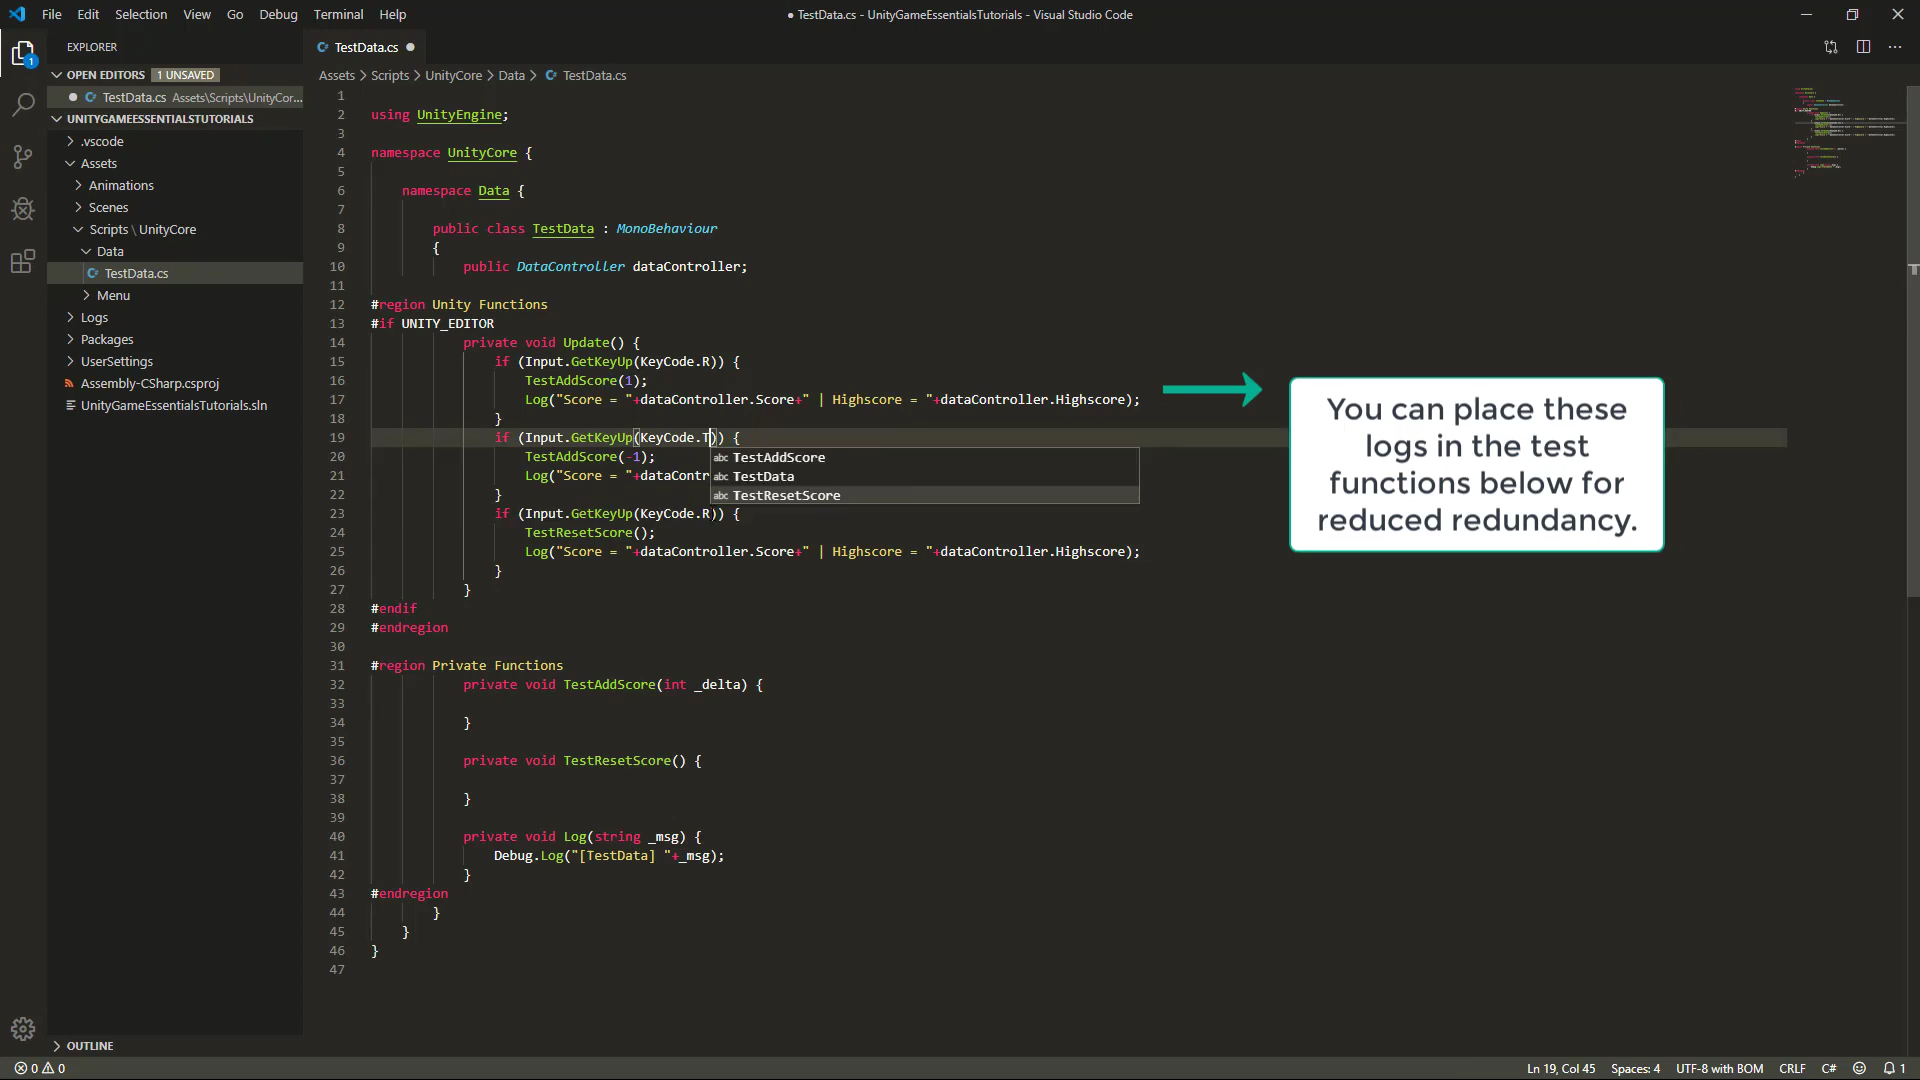 File Edit Selection View Go Debug Terminal Help
● TestData.cs - UnityGameEssentialsTutorials - Visual Studio Code
EXPLORER
OPEN EDITORS 1 UNSAVED
TestData.cs Assets\Scripts\UnityCor...
UNITYGAMEESSENTIALSTUTORIALS
.vscode
Assets
Animations
Scenes
Scripts \ UnityCore
Data
TestData.cs
Menu
Logs
Packages
UserSettings
Assembly-CSharp.csproj
UnityGameEssentialsTutorials.sln
OUTLINE
1
TestData.cs ●
Assets > Scripts > UnityCore > Data > TestData.cs
1
2 using UnityEngine;
3
4 namespace UnityCore {
5
6 namespace Data {
7
8 public class TestData : MonoBehaviour
9 {
10 public DataController dataController;
11
12 #region Unity Functions
13 #if UNITY_EDITOR
14 private void Update() {
15 if (Input.GetKeyUp(KeyCode.R)) {
16 TestAddScore(1);
17 Log("Score = "+dataController.Score+" | Highscore = "+dataController.Highscore);
18 }
19 if (Input.GetKeyUp(KeyCode.T)) {
20 TestAddScore(-1);
21 Log("Score = "+dataContr
22 }
23 if (Input.GetKeyUp(KeyCode.R)) {
24 TestResetScore();
25 Log("Score = "+dataController.Score+" | Highscore = "+dataController.Highscore);
26 }
27 }
28 #endif
29 #endregion
30
31 #region Private Functions
32 private void TestAddScore(int _delta) {
33
34 }
35
36 private void TestResetScore() {
37
38 }
39
40 private void Log(string _msg) {
41 Debug.Log("[TestData] "+_msg);
42 }
43 #endregion
44 }
45 }
46 }
47
abc TestAddScore
abc TestData
abc TestResetScore
You can place these
logs in the test
functions below for
reduced redundancy.
0 0
Ln 19, Col 45 Spaces: 4 UTF-8 with BOM CRLF C# 1